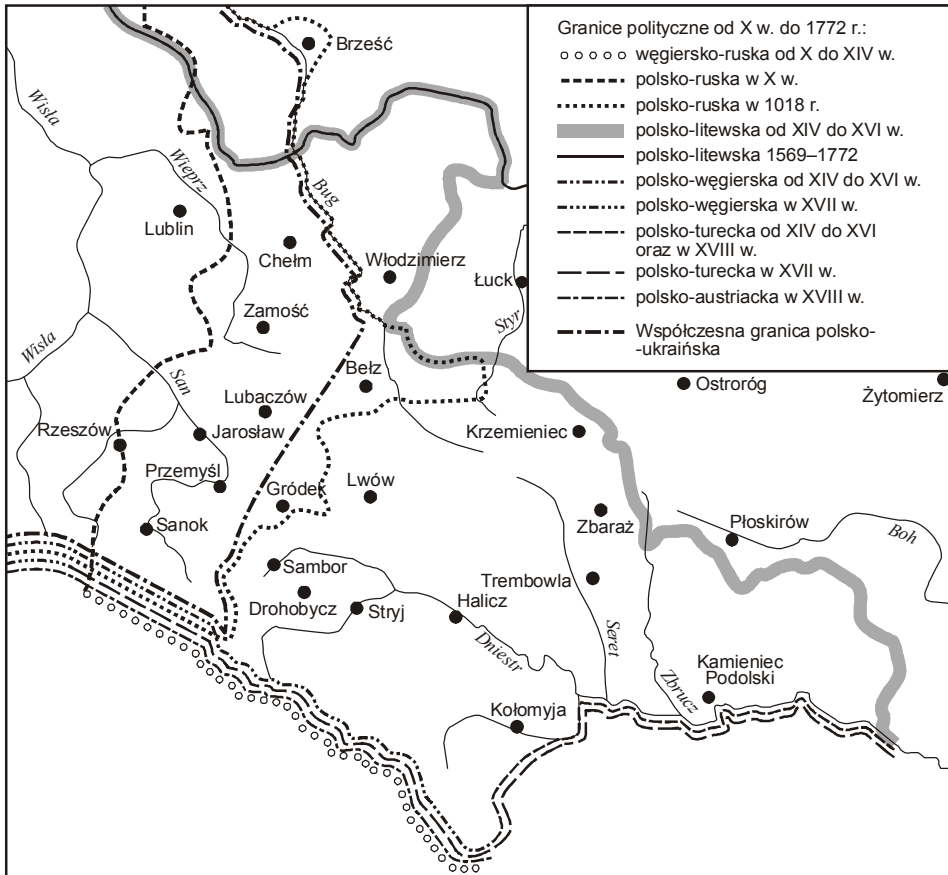 Granice polityczne od X w. do 1772 r.:
węgiersko-ruska od X do XIV w.
polsko-ruska w X w.
polsko-ruska w 1018 r.
polsko-litewska od XIV do XVI w.
polsko-litewska 1569–1772
polsko-węgierska od XIV do XVI w.
polsko-węgierska w XVII w.
polsko-turecka od XIV do XVI
oraz w XVIII w.
polsko-turecka w XVII w.
polsko-austriacka w XVIII w.
Współczesna granica polsko-
-ukraińska
Brześć
Wisła
Wieprz
Bug
Lublin
Chełm
Włodzimierz
Łuck
Zamość
Styr
Wisła
San
Bełz
Ostroróg
Żytomierz
Lubaczów
Rzeszów
Jarosław
Krzemieniec
Przemyśl
Gródek
Lwów
Sanok
Zbaraż
Płoskirów
Boh
Sambor
Trembowla
Drohobycz
Stryj
Halicz
Dniestr
Seret
Zbrucz
Kamieniec
Podolski
Kołomyja